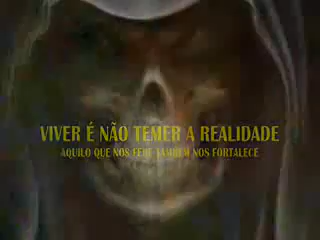 VIVER É NÃO TEMER A REALIDADE
AQUILO QUE NOS FERE TAMBÉM NOS FORTALECE